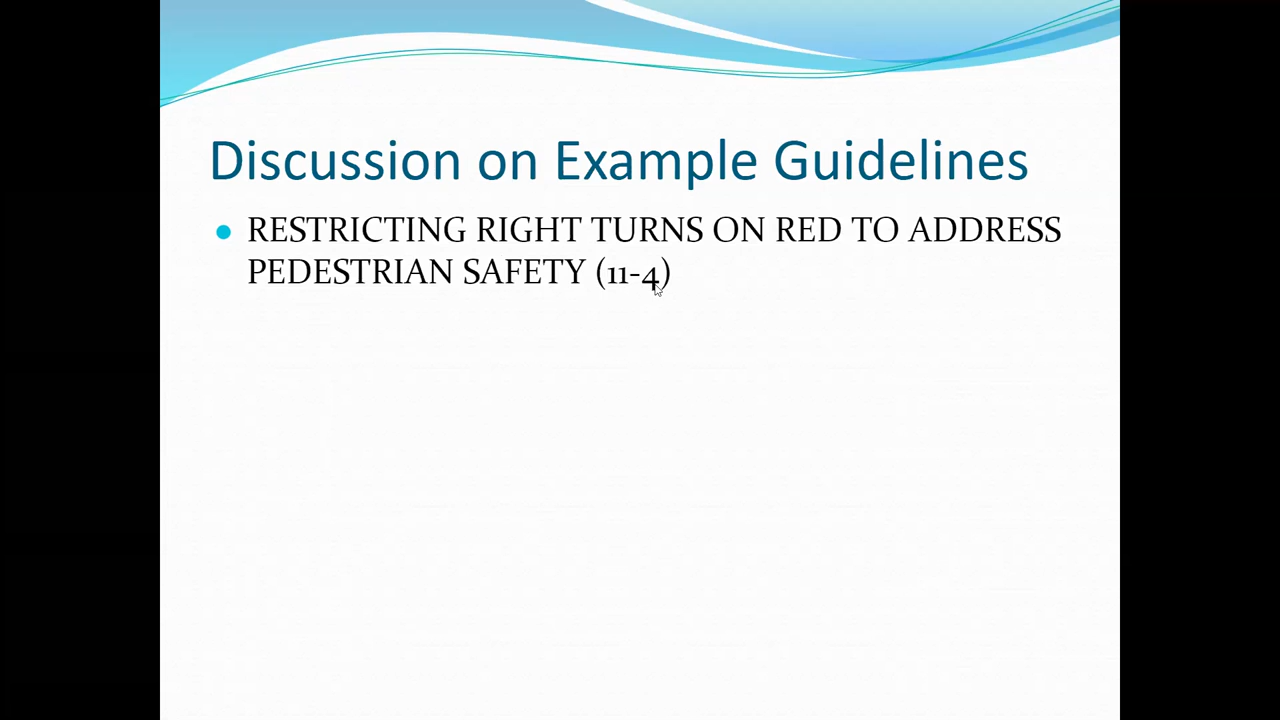 Discussion on Example Guidelines
• RESTRICTING RIGHT TURNS ON RED TO ADDRESS
PEDESTRIAN SAFETY (11-4)